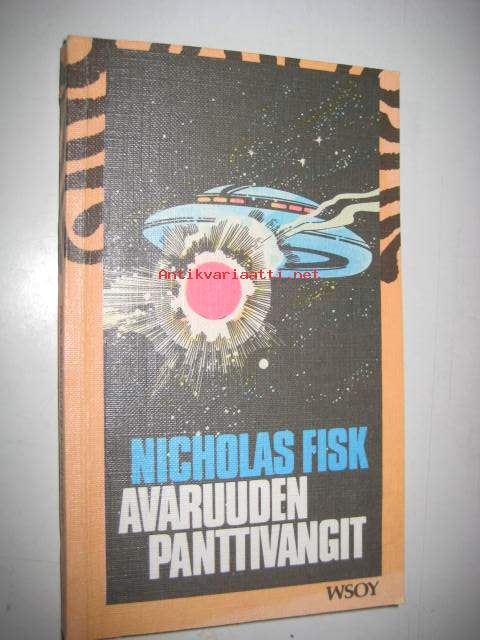 Antikvariaatti.net
NICHOLAS FISK
AVARUUDEN
PANTTIVANGIT
WSOY